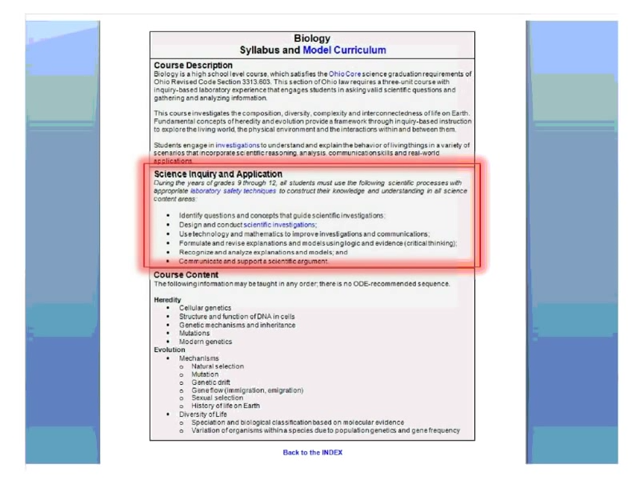 Biology
Syllabus and Model Curriculum
Course Description
Biology is a high school level course, which satisfies the Ohio Core science graduation requirements of
Ohio Revised Code Section 3313.603. This section of Ohio law requires a three-unit course with
inquiry-based laboratory experience that engages students in asking valid scientific questions and
gathering and analyzing information.
This course investigates the composition, diversity, complexity and interconnectedness of life on Earth.
Fundamental concepts of heredity and evolution provide a framework through inquiry-based instruction
to explore the living world, the physical environment and the interactions within and between them.
Students engage in investigations to understand and explain the behavior of living things in a variety of
scenarios that incorporate scientific reasoning, analysis, communication skills and real-world
applications.
Science Inquiry and Application
During the years of grades 9 through 12, all students must use the following scientific processes with
appropriate laboratory safety techniques to construct their knowledge and understanding in all science
content areas:
• Identify questions and concepts that guide scientific investigations;
• Design and conduct scientific investigations;
• Use technology and mathematics to improve investigations and communications;
• Formulate and revise explanations and models using logic and evidence (critical thinking);
• Recognize and analyze explanations and models; and
• Communicate and support a scientific argument.
Course Content
The following information may be taught in any order; there is no ODE-recommended sequence.
Heredity
• Cellular genetics
• Structure and function of DNA in cells
• Genetic mechanisms and inheritance
• Mutations
• Modern genetics
Evolution
• Mechanisms
o Natural selection
o Mutation
o Genetic drift
o Gene flow (immigration, emigration)
o Sexual selection
o History of life on Earth
• Diversity of Life
o Speciation and biological classification based on molecular evidence
o Variation of organisms within a species due to population genetics and gene frequency
Back to the INDEX